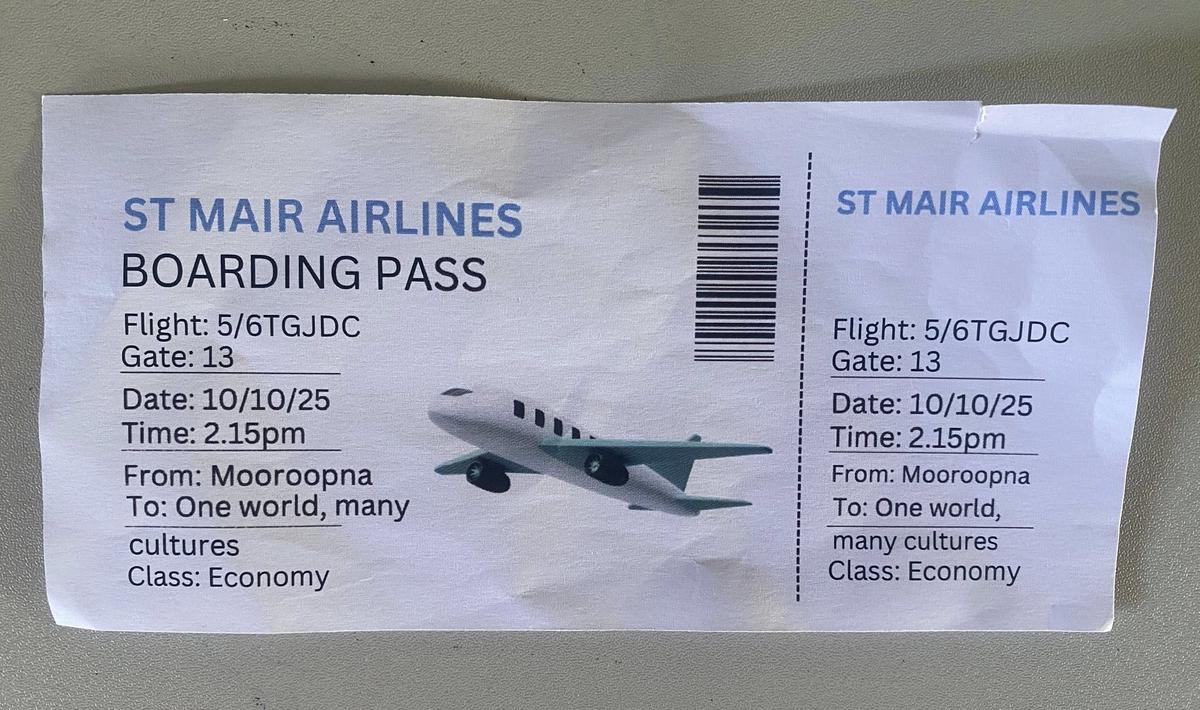 ST MAIR AIRLINES
BOARDING PASS
Flight: 5/6TGJDC
Gate: 13
Date: 10/10/25
Time: 2.15pm
From: Mooroopna
To: One world, many
cultures
Class: Economy
ST MAIR AIRLINES
Flight: 5/6TGJDC
Gate: 13
Date: 10/10/25
Time: 2.15pm
From: Mooroopna
To: One world,
many cultures
Class: Economy